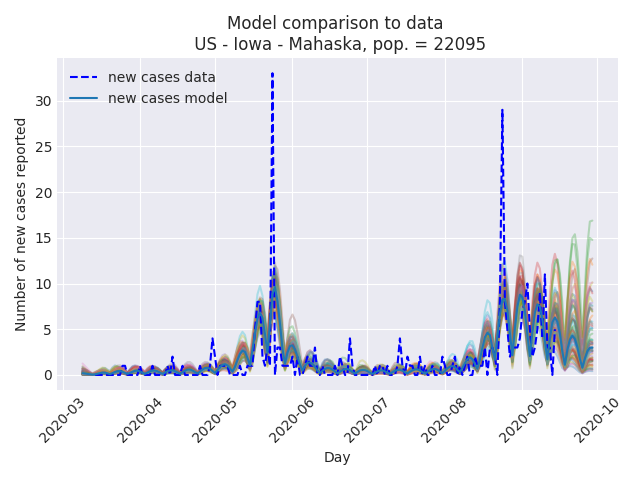 Model comparison to data
US - Iowa - Mahaska, pop. = 22095
new cases data
new cases model
Number of new cases reported
30
25
20
15
10
5
0
2020-03
2020-04
2020-05
2020-06
2020-07
2020-08
2020-09
2020-10
Day